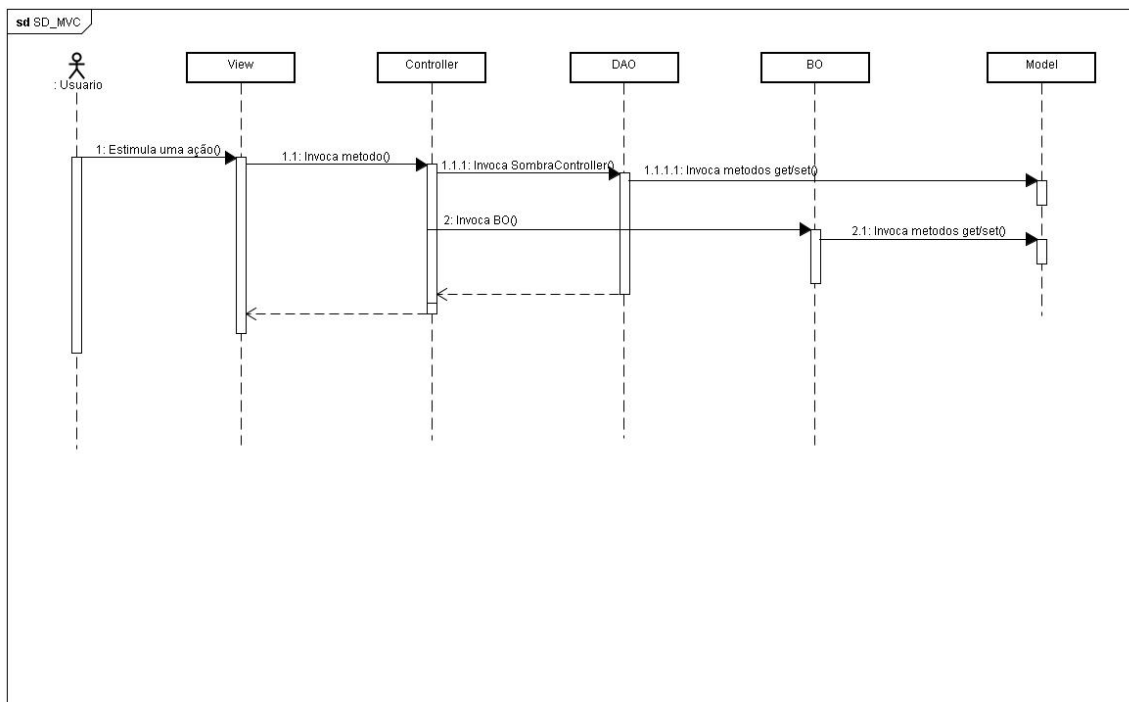 sd SD_MVC
View
Controller
DAO
BO
Model
: Usuario
1: Estimula uma ação()
1.1: Invoca metodo()
1.1.1: Invoca SombraController()
1.1.1.1: Invoca metodos get/set()
2: Invoca BO()
2.1: Invoca metodos get/set()